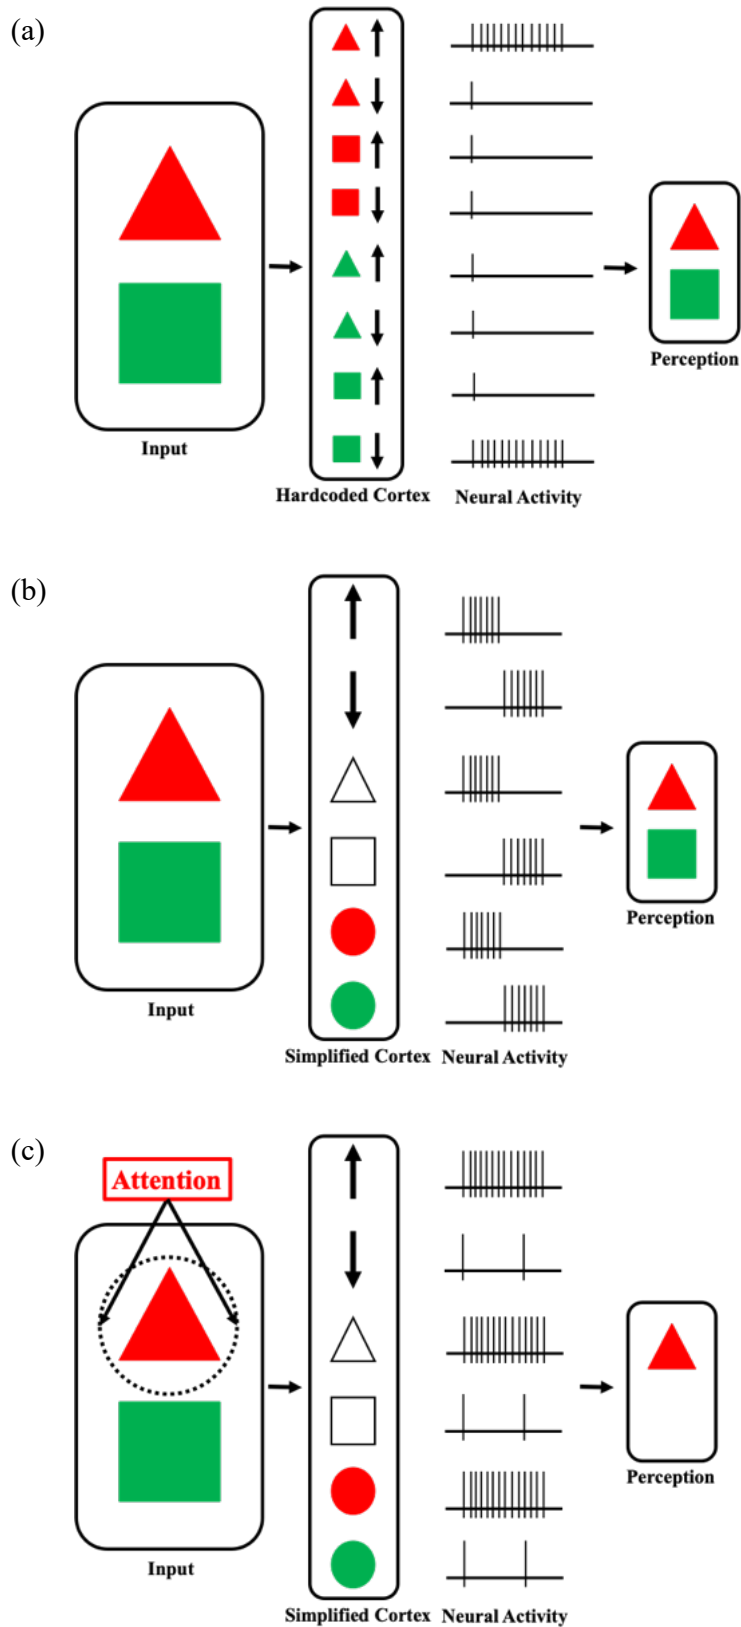 (a)
Input
Hardcoded Cortex
Neural Activity
Perception
(b)
Input
Simplified Cortex
Neural Activity
Perception
(c)
Attention
Input
Simplified Cortex
Neural Activity
Perception